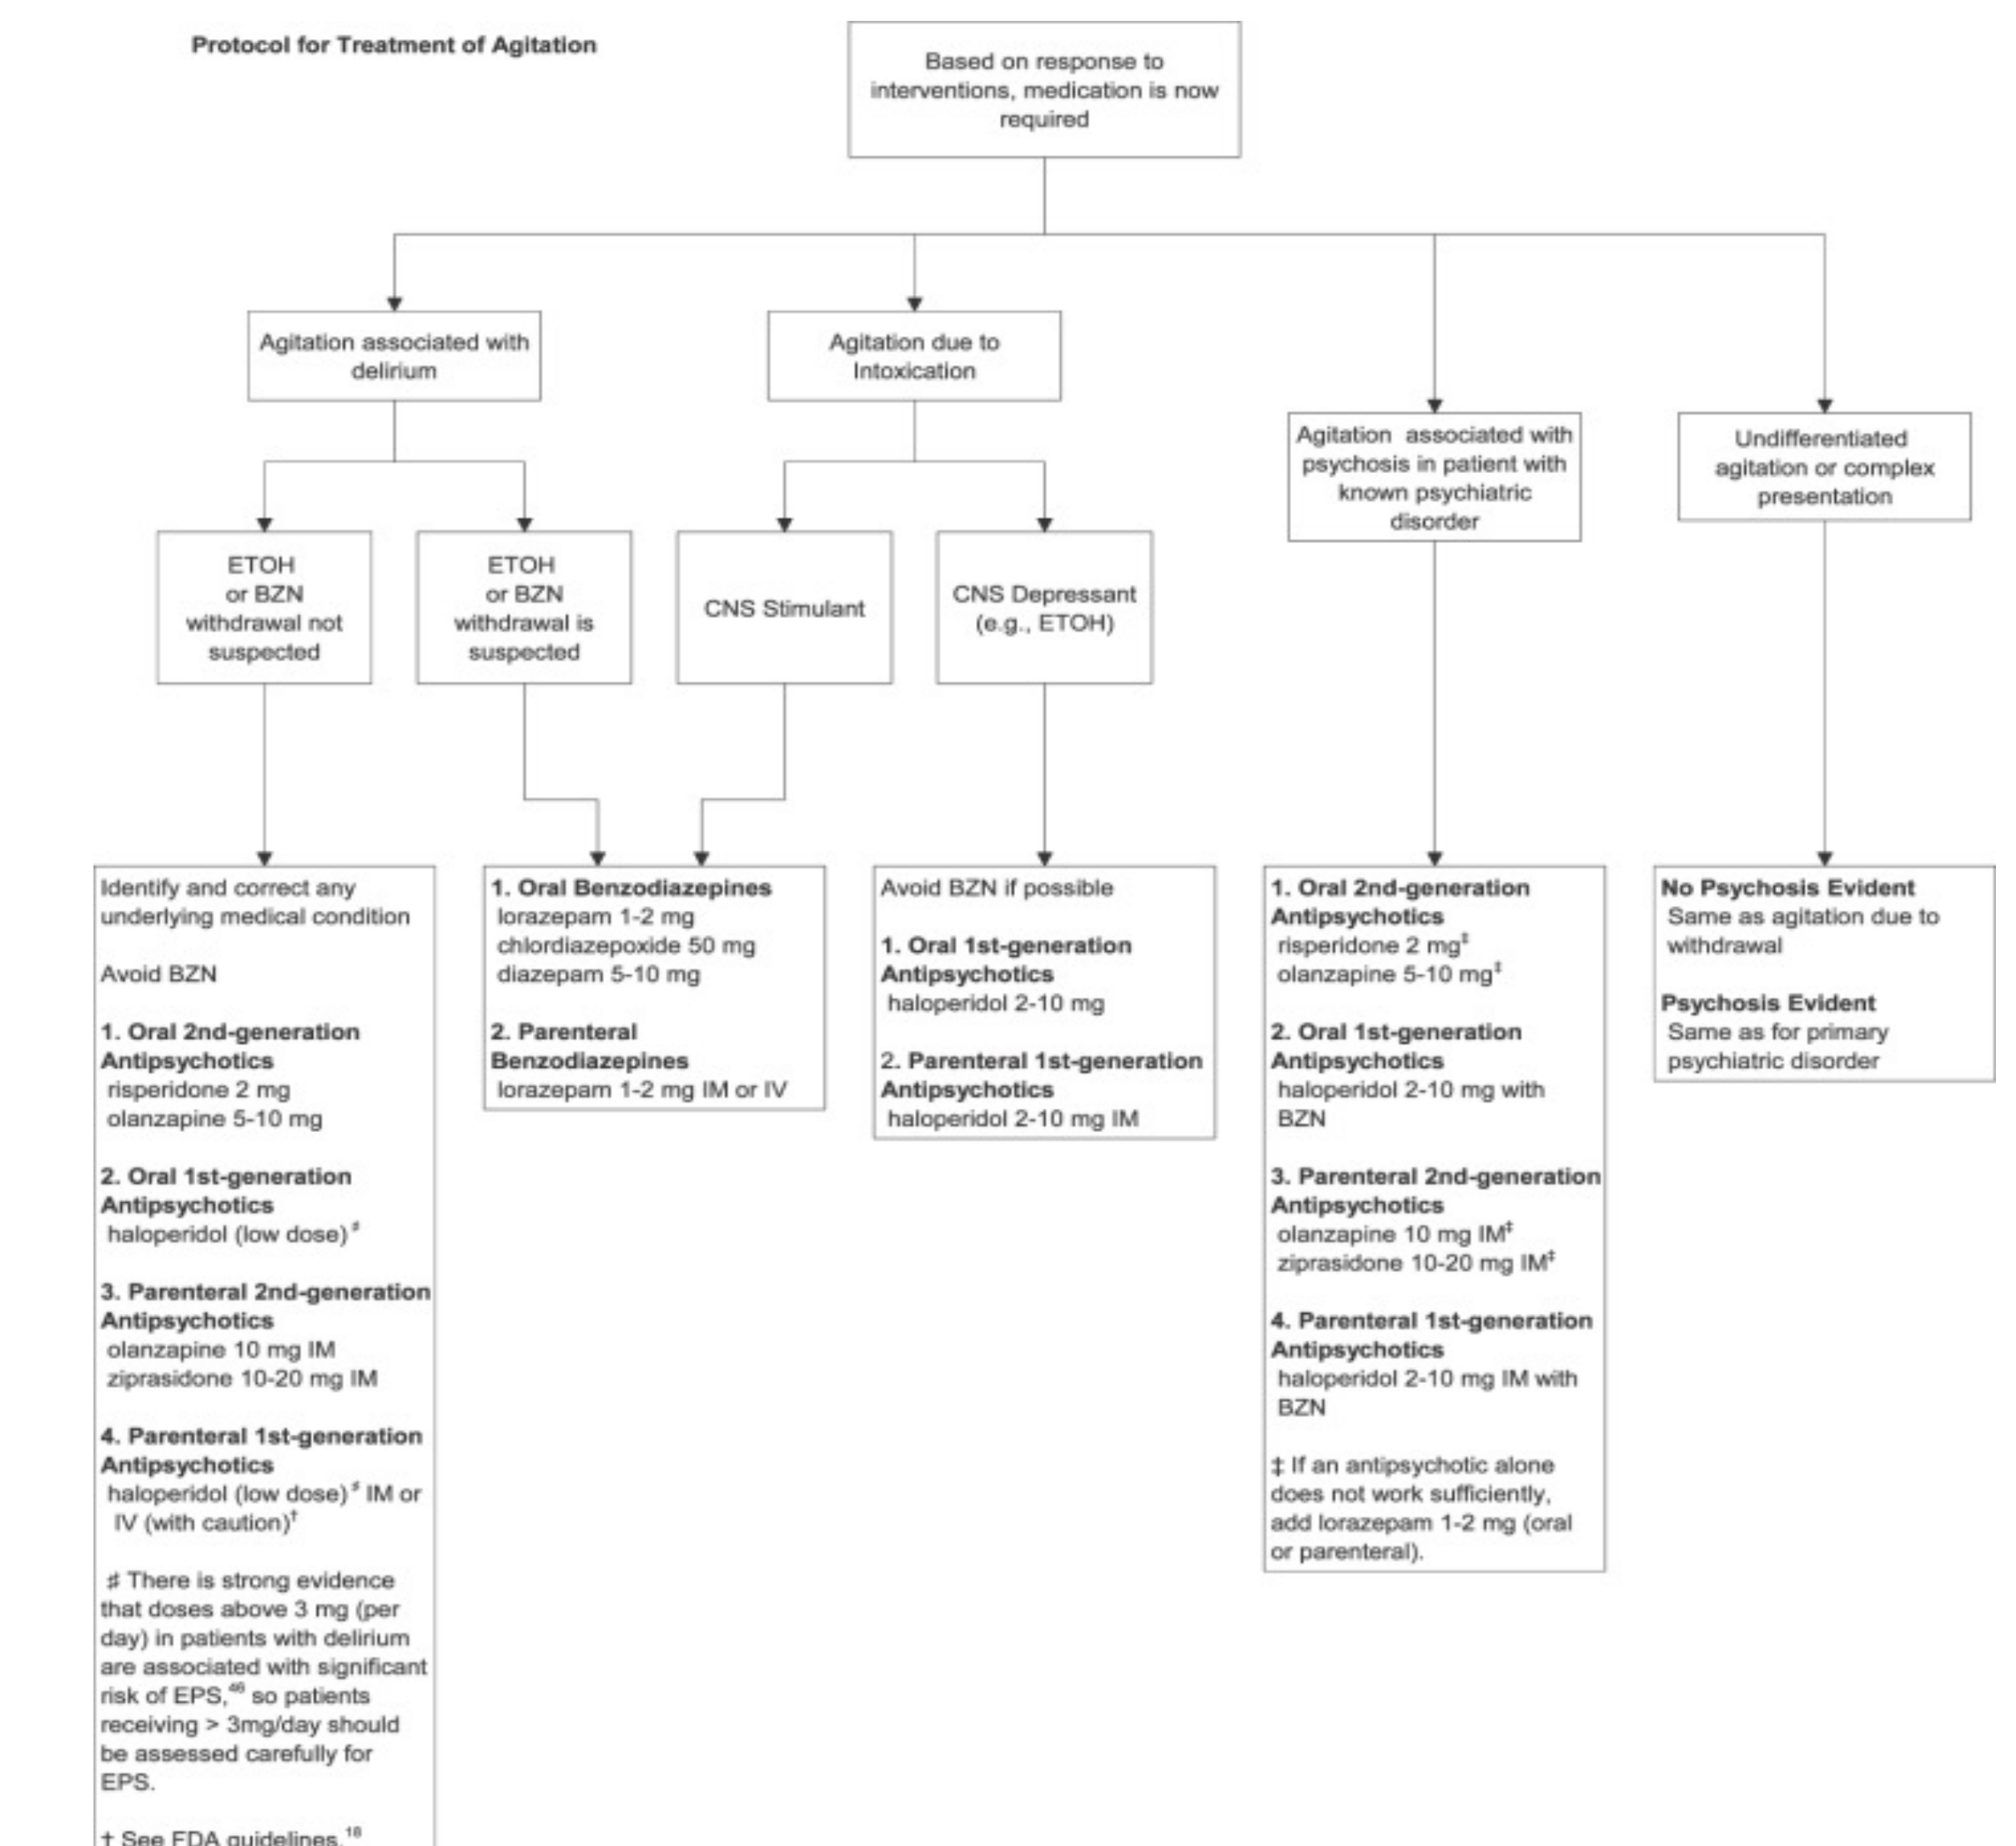 Protocol for Treatment of Agitation
Based on response to
interventions, medication is now
required
Agitation associated with
delirium
Agitation due to
Intoxication
Agitation  associated with
psychosis in patient with
known psychiatric
disorder
Undifferentiated
agitation or complex
presentation
ETOH
or BZN
withdrawal not
suspected
ETOH
or BZN
withdrawal is
suspected
CNS Stimulant
CNS Depressant
(e.g., ETOH)
Identify and correct any
underlying medical condition
Avoid BZN
1. Oral 2nd-generation
Antipsychotics
risperidone 2 mg
olanzapine 5-10 mg
2. Oral 1st-generation
Antipsychotics
haloperidol (low dose)♯
3. Parenteral 2nd-generation
Antipsychotics
olanzapine 10 mg IM
ziprasidone 10-20 mg IM
4. Parenteral 1st-generation
Antipsychotics
haloperidol (low dose)♯ IM or
IV (with caution)†
♯ There is strong evidence
that doses above 3 mg (per
day) in patients with delirium
are associated with significant
risk of EPS,46 so patients
receiving > 3mg/day should
be assessed carefully for
EPS.
† See FDA guidelines.18
1. Oral Benzodiazepines
lorazepam 1-2 mg
chlordiazepoxide 50 mg
diazepam 5-10 mg
2. Parenteral
Benzodiazepines
lorazepam 1-2 mg IM or IV
Avoid BZN if possible
1. Oral 1st-generation
Antipsychotics
haloperidol 2-10 mg
2. Parenteral 1st-generation
Antipsychotics
haloperidol 2-10 mg IM
1. Oral 2nd-generation
Antipsychotics
risperidone 2 mg‡
olanzapine 5-10 mg‡
2. Oral 1st-generation
Antipsychotics
haloperidol 2-10 mg with
BZN
3. Parenteral 2nd-generation
Antipsychotics
olanzapine 10 mg IM‡
ziprasidone 10-20 mg IM‡
4. Parenteral 1st-generation
Antipsychotics
haloperidol 2-10 mg IM with
BZN
‡ If an antipsychotic alone
does not work sufficiently,
add lorazepam 1-2 mg (oral
or parenteral).
No Psychosis Evident
Same as agitation due to
withdrawal
Psychosis Evident
Same as for primary
psychiatric disorder